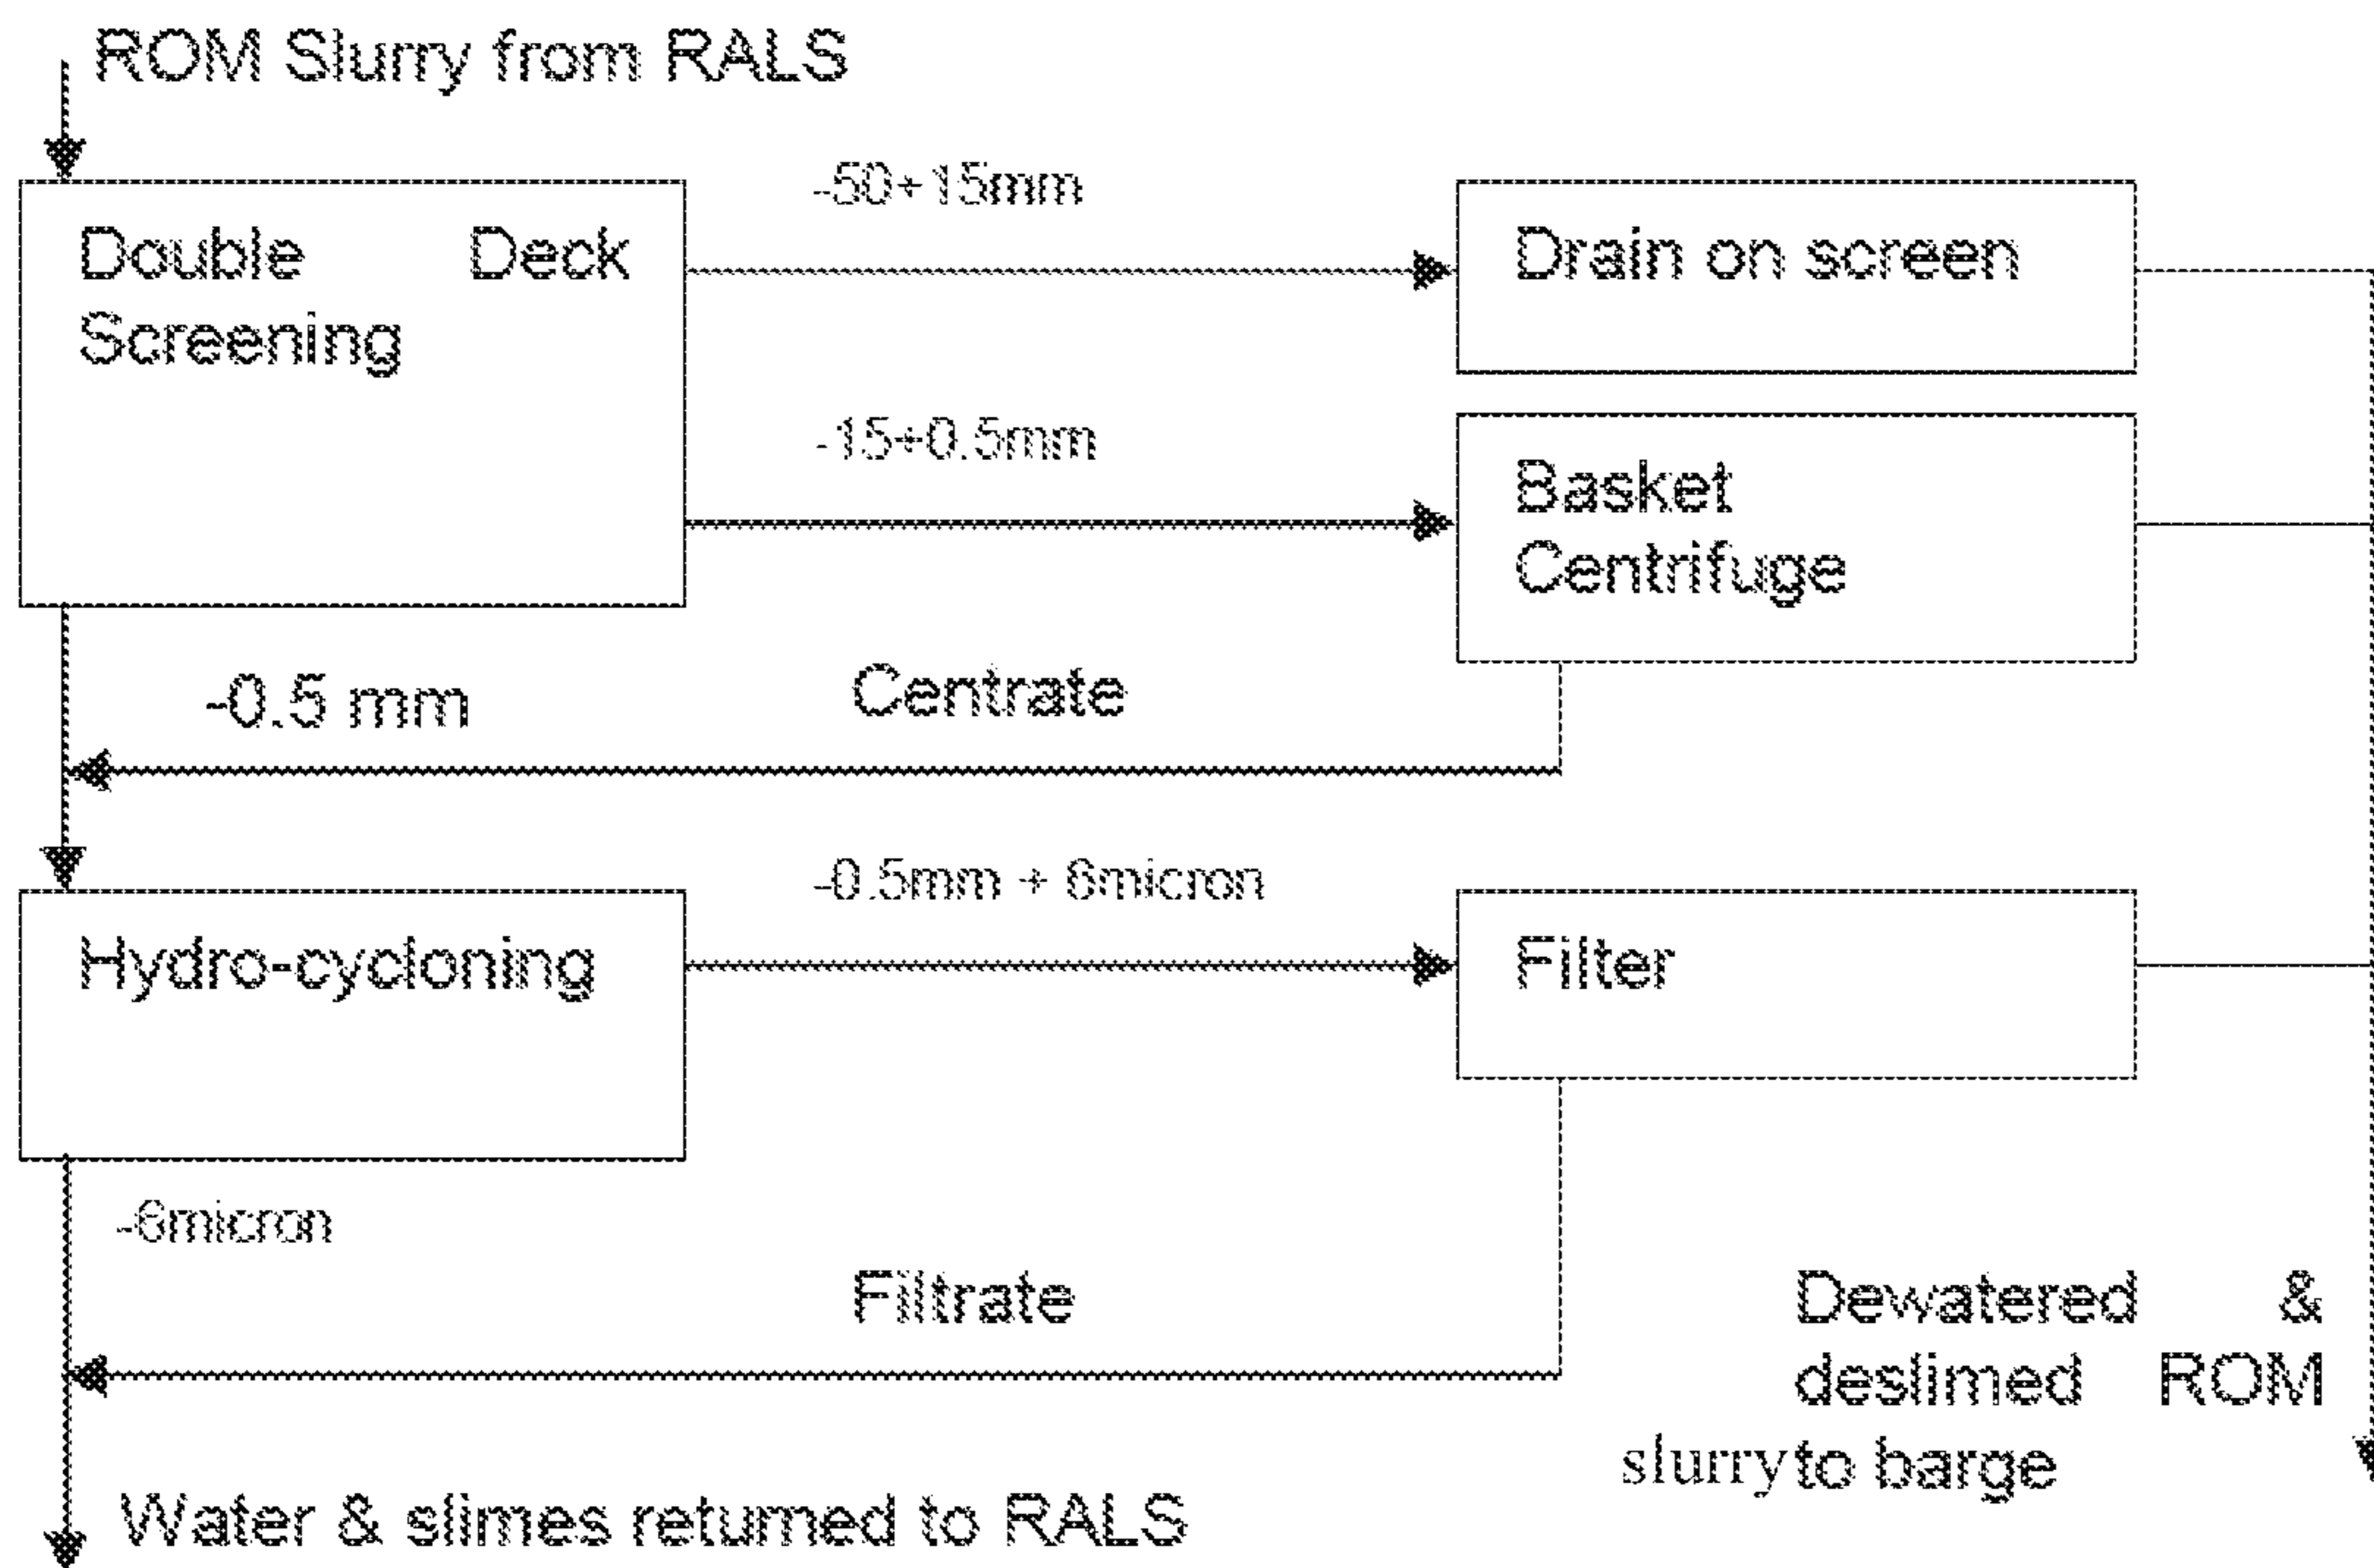 ROM Slurry from RALS
-50+15mm
Double Deck
Screening
Drain on screen
-15+0.5mm
Basket
Centrifuge
-0.5 mm
Centrate
-0.5mm + 6micron
Hydro-cycloning
Filter
-6micron
Filtrate
Dewatered &
deslimed ROM
slurry to barge
Water & slimes returned to RALS